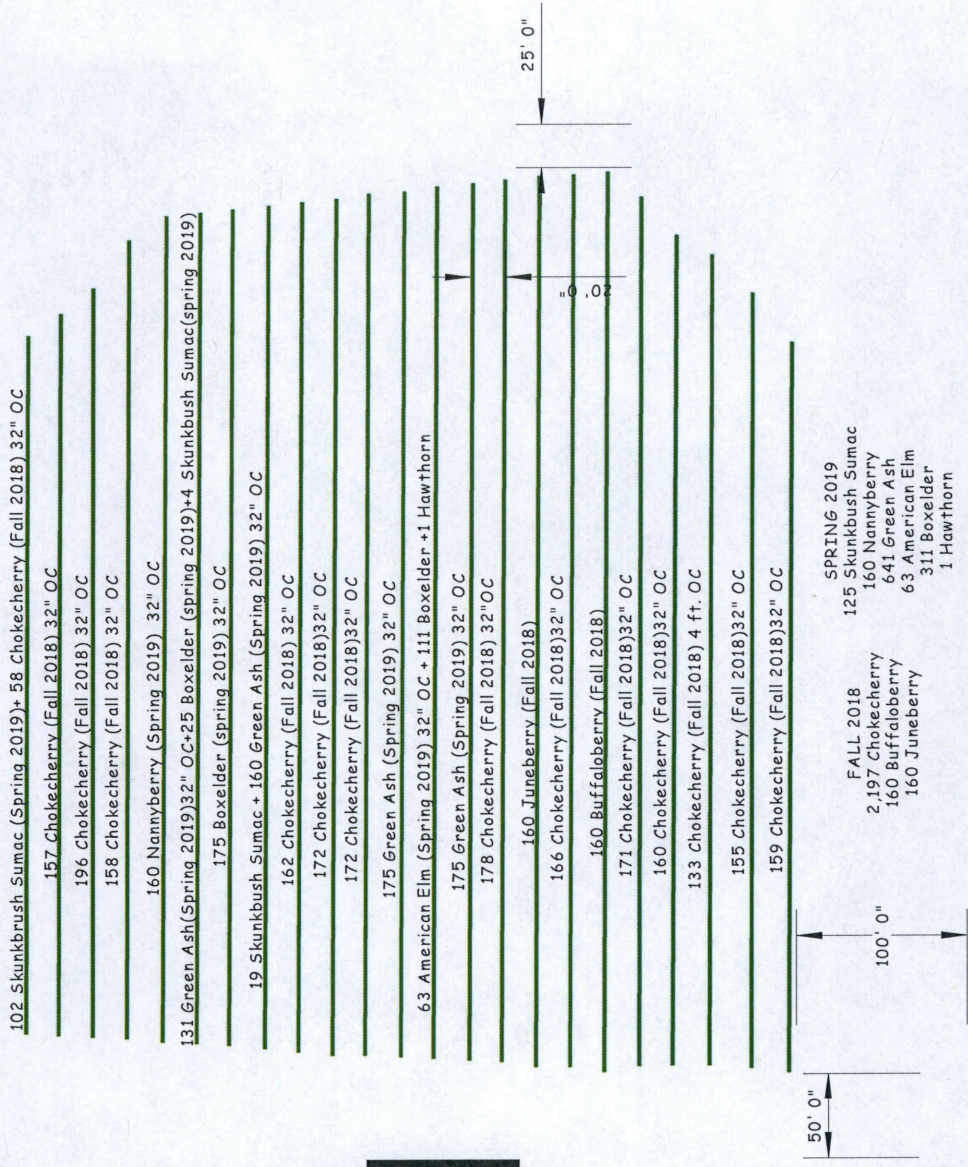 102 Skunkbrush Sumac (Spring 2019)+ 58 Chokecherry (Fall 2018) 32" OC
157 Chokecherry (Fall 2018) 32" OC
196 Chokecherry (Fall 2018) 32" OC
158 Chokecherry (Fall 2018) 32" OC
160 Nannyberry (Spring 2019) 32" OC
131 Green Ash(Spring 2019)32" OC+25 Boxelder (spring 2019)+4 Skunkbush Sumac(spring 2019)
175 Boxelder (spring 2019) 32" OC
19 Skunkbush Sumac + 160 Green Ash (Spring 2019) 32" OC
162 Chokecherry (Fall 2018) 32" OC
172 Chokecherry (Fall 2018)32" OC
172 Chokecherry (Fall 2018)32" OC
175 Green Ash (Spring 2019) 32" OC
63 American Elm (Spring 2019) 32" OC + 111 Boxelder +1 Hawthorn
175 Green Ash (Spring 2019) 32" OC
178 Chokecherry (Fall 2018) 32"OC
160 Juneberry (Fall 2018)
166 Chokecherry (Fall 2018)32" OC
160 Buffaloberry (Fall 2018)
171 Chokecherry (Fall 2018)32" OC
160 Chokecherry (Fall 2018)32" OC
133 Chokecherry (Fall 2018) 4 ft. OC
155 Chokecherry (Fall 2018)32" OC
159 Chokecherry (Fall 2018)32" OC
25' 0"
20' 0"
50' 0"
100' 0"
FALL 2018
2,197 Chokecherry
160 Buffaloberry
160 Juneberry
SPRING 2019
125 Skunkbush Sumac
160 Nannyberry
641 Green Ash
63 American Elm
311 Boxelder
1 Hawthorn